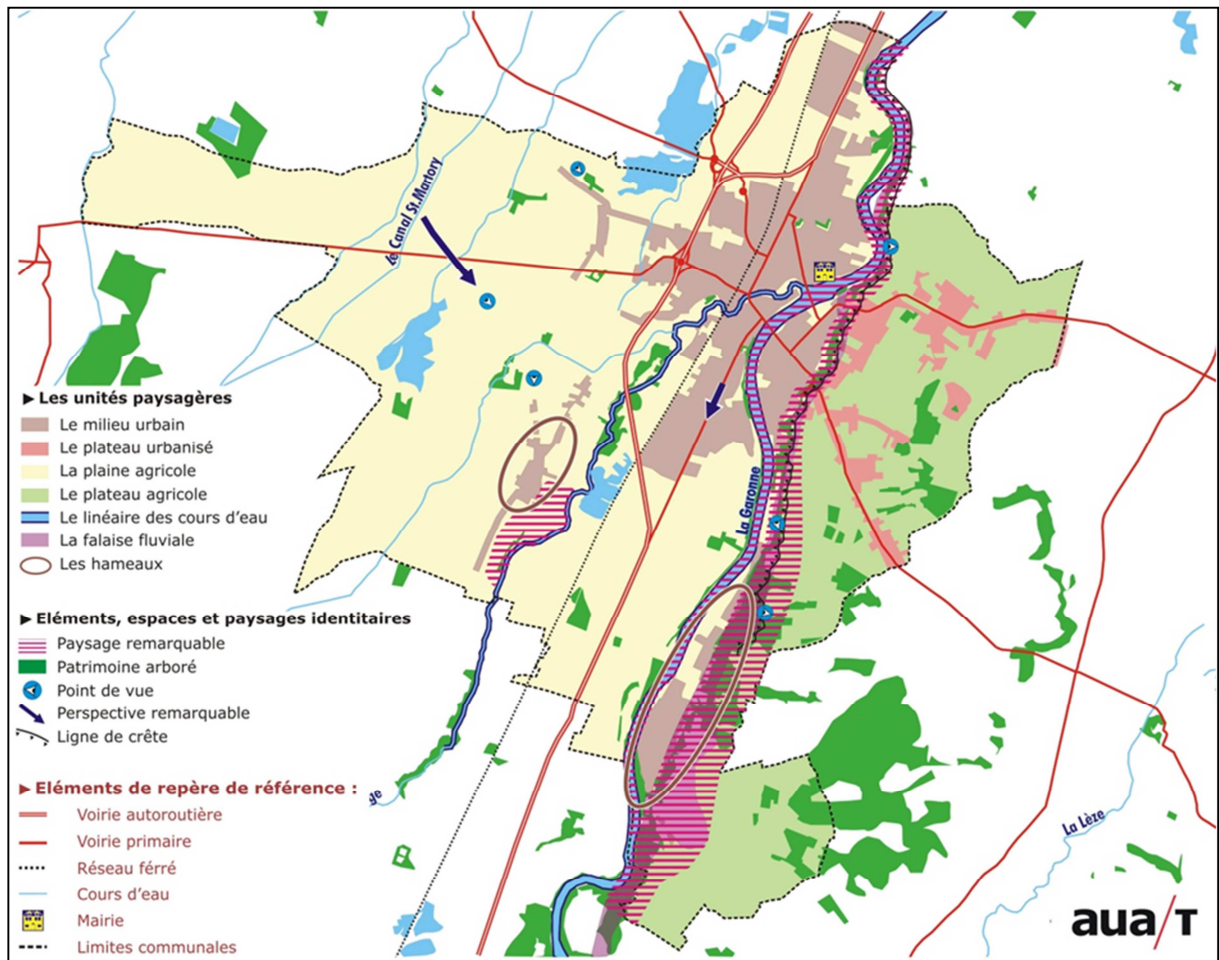 Le Canal St.Martory
La Garonne
La Lèze
ge
► Les unités paysagères
Le milieu urbain
Le plateau urbanisé
La plaine agricole
Le plateau agricole
Le linéaire des cours d'eau
La falaise fluviale
Les hameaux
► Eléments, espaces et paysages identitaires
Paysage remarquable
Patrimoine arboré
Point de vue
Perspective remarquable
Ligne de crête
► Eléments de repère de référence :
Voirie autoroutière
Voirie primaire
Réseau férré
Cours d'eau
Mairie
Limites communales
aua/T